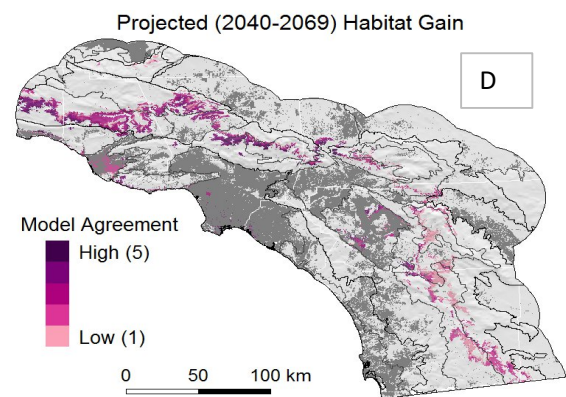 Projected (2040-2069) Habitat Gain
D
Model Agreement
High (5)
Low (1)
0 50 100 km